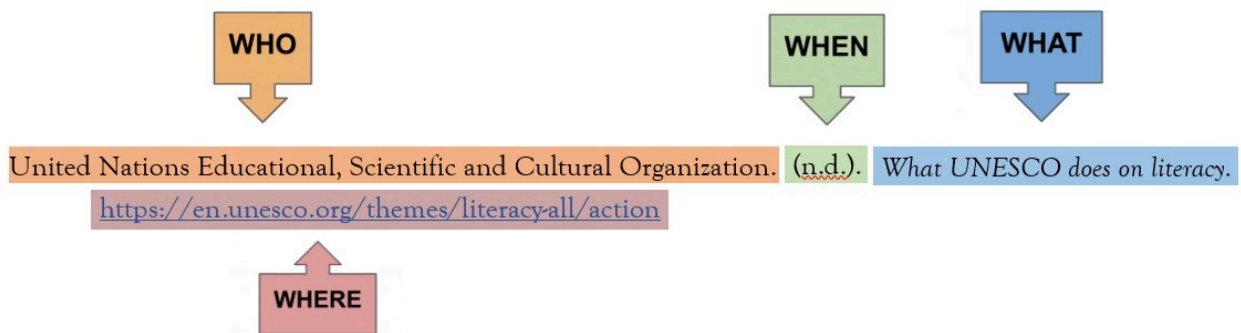 WHO
WHEN
WHAT
United Nations Educational, Scientific and Cultural Organization. (n.d.). What UNESCO does on literacy.
https://en.unesco.org/themes/literacy-all/action
WHERE